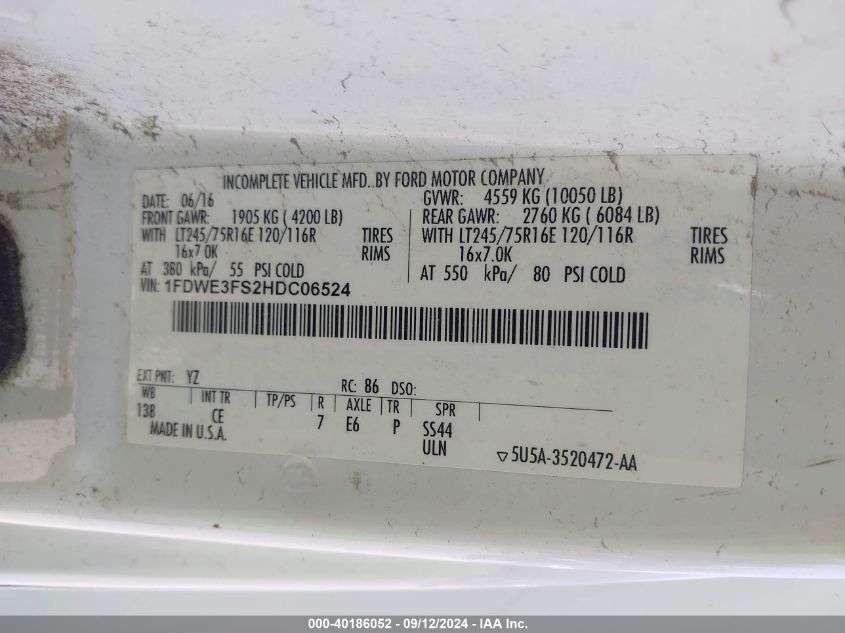 INCOMPLETE VEHICLE MFD. BY FORD MOTOR COMPANY
DATE: 06/16
GVWR: 4559 KG (10050 LB)
FRONT GAWR: 1905 KG ( 4200 LB)
REAR GAWR: 2760 KG ( 6084 LB)
WITH LT245/75R16E 120/116R TIRES
WITH LT245/75R16E 120/116R TIRES
16x7.0K RIMS
16x7.0K RIMS
AT 380 kPa/ 55 PSI COLD
AT 550 kPa/ 80 PSI COLD
VIN: 1FDWE3FS2HDC06524
EXT PNT: YZ RC: 86 DSO:
WB INT TR TP/PS R AXLE TR SPR
138 CE 7 E6 P SS44
ULN
MADE IN U.S.A.
▽5U5A-3520472-AA
000-40186052 - 09/12/2024 - IAA Inc.